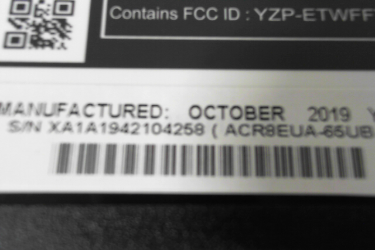 Contains FCC ID : YZP-ETWFF
MANUFACTURED: OCTOBER 2019 Y
S/N XA1A1942104258 ( ACR8EUA-65UB